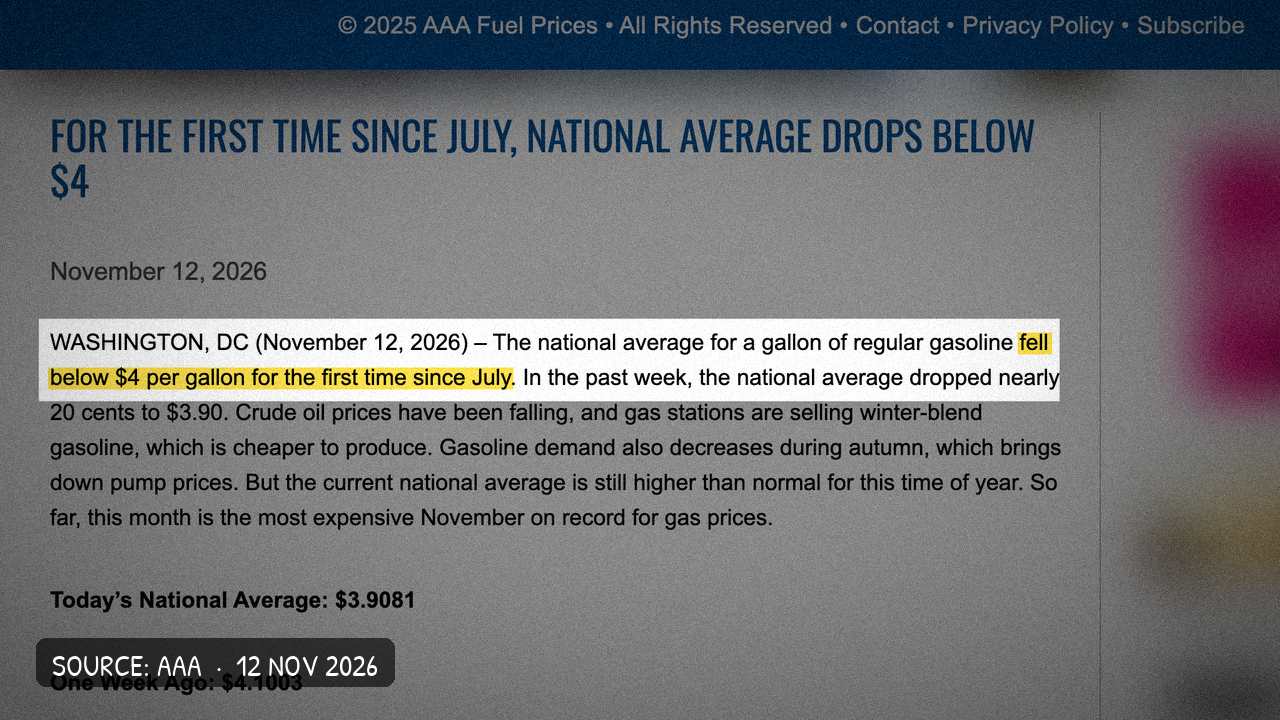 © 2025 AAA Fuel Prices • All Rights Reserved • Contact • Privacy Policy • Subscribe
FOR THE FIRST TIME SINCE JULY, NATIONAL AVERAGE DROPS BELOW
$4
November 12, 2026
WASHINGTON, DC (November 12, 2026) – The national average for a gallon of regular gasoline fell
below $4 per gallon for the first time since July. In the past week, the national average dropped nearly
20 cents to $3.90. Crude oil prices have been falling, and gas stations are selling winter-blend
gasoline, which is cheaper to produce. Gasoline demand also decreases during autumn, which brings
down pump prices. But the current national average is still higher than normal for this time of year. So
far, this month is the most expensive November on record for gas prices.
Today’s National Average: $3.9081
SOURCE: AAA · 12 NOV 2026
One Week Ago: $4.1003